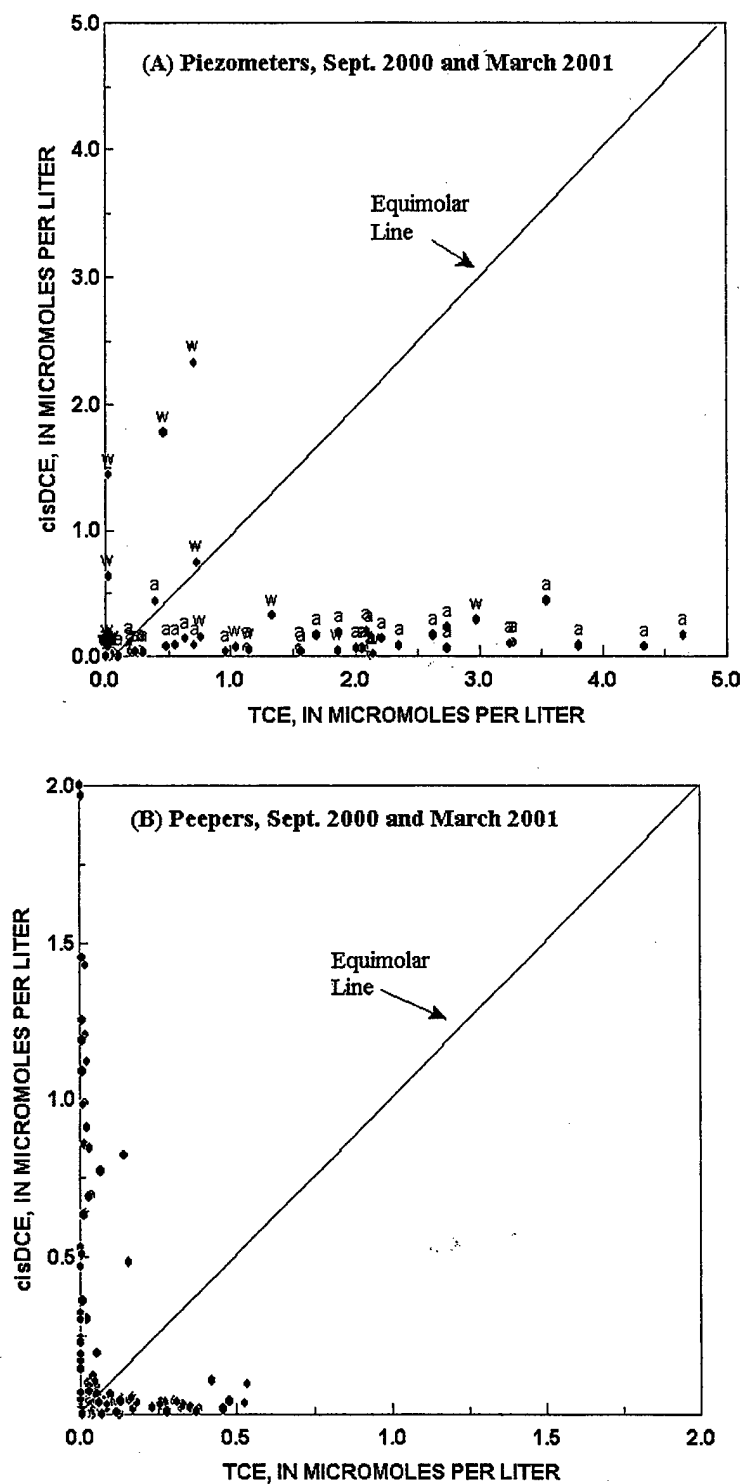 5.0
(A) Piezometers, Sept. 2000 and March 2001
4.0
Equimolar
Line
3.0
cisDCE, IN MICROMOLES PER LITER
w
w
2.0
w
w
1.0
w
a
w
w
a
0.0
0.0 1.0 2.0 3.0 4.0 5.0
TCE, IN MICROMOLES PER LITER
2.0
(B) Peepers, Sept. 2000 and March 2001
1.5
Equimolar
Line
cisDCE, IN MICROMOLES PER LITER
1.0
0.5
0.0 0.5 1.0 1.5 2.0
TCE, IN MICROMOLES PER LITER